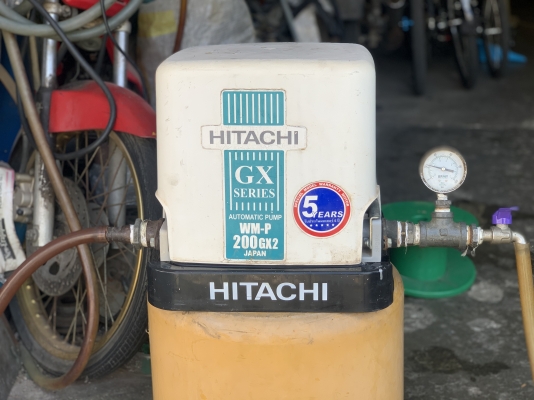 HITACHI
GX
SERIES
AUTOMATIC PUMP
WM-P
200GX2
JAPAN
5
YEARS
HITACHI